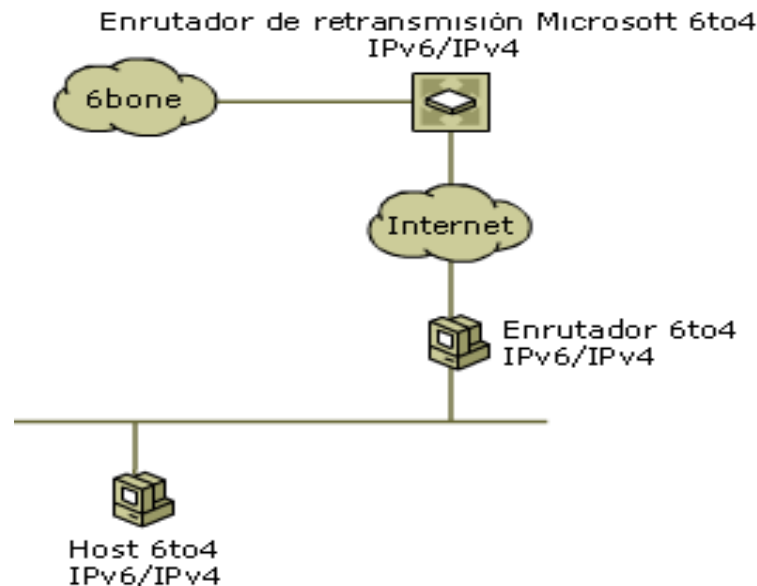 Enrutador de retransmisión Microsoft 6to4
IPv6/IPv4
6bone
Internet
Enrutador 6to4
IPv6/IPv4
Host 6to4
IPv6/IPv4